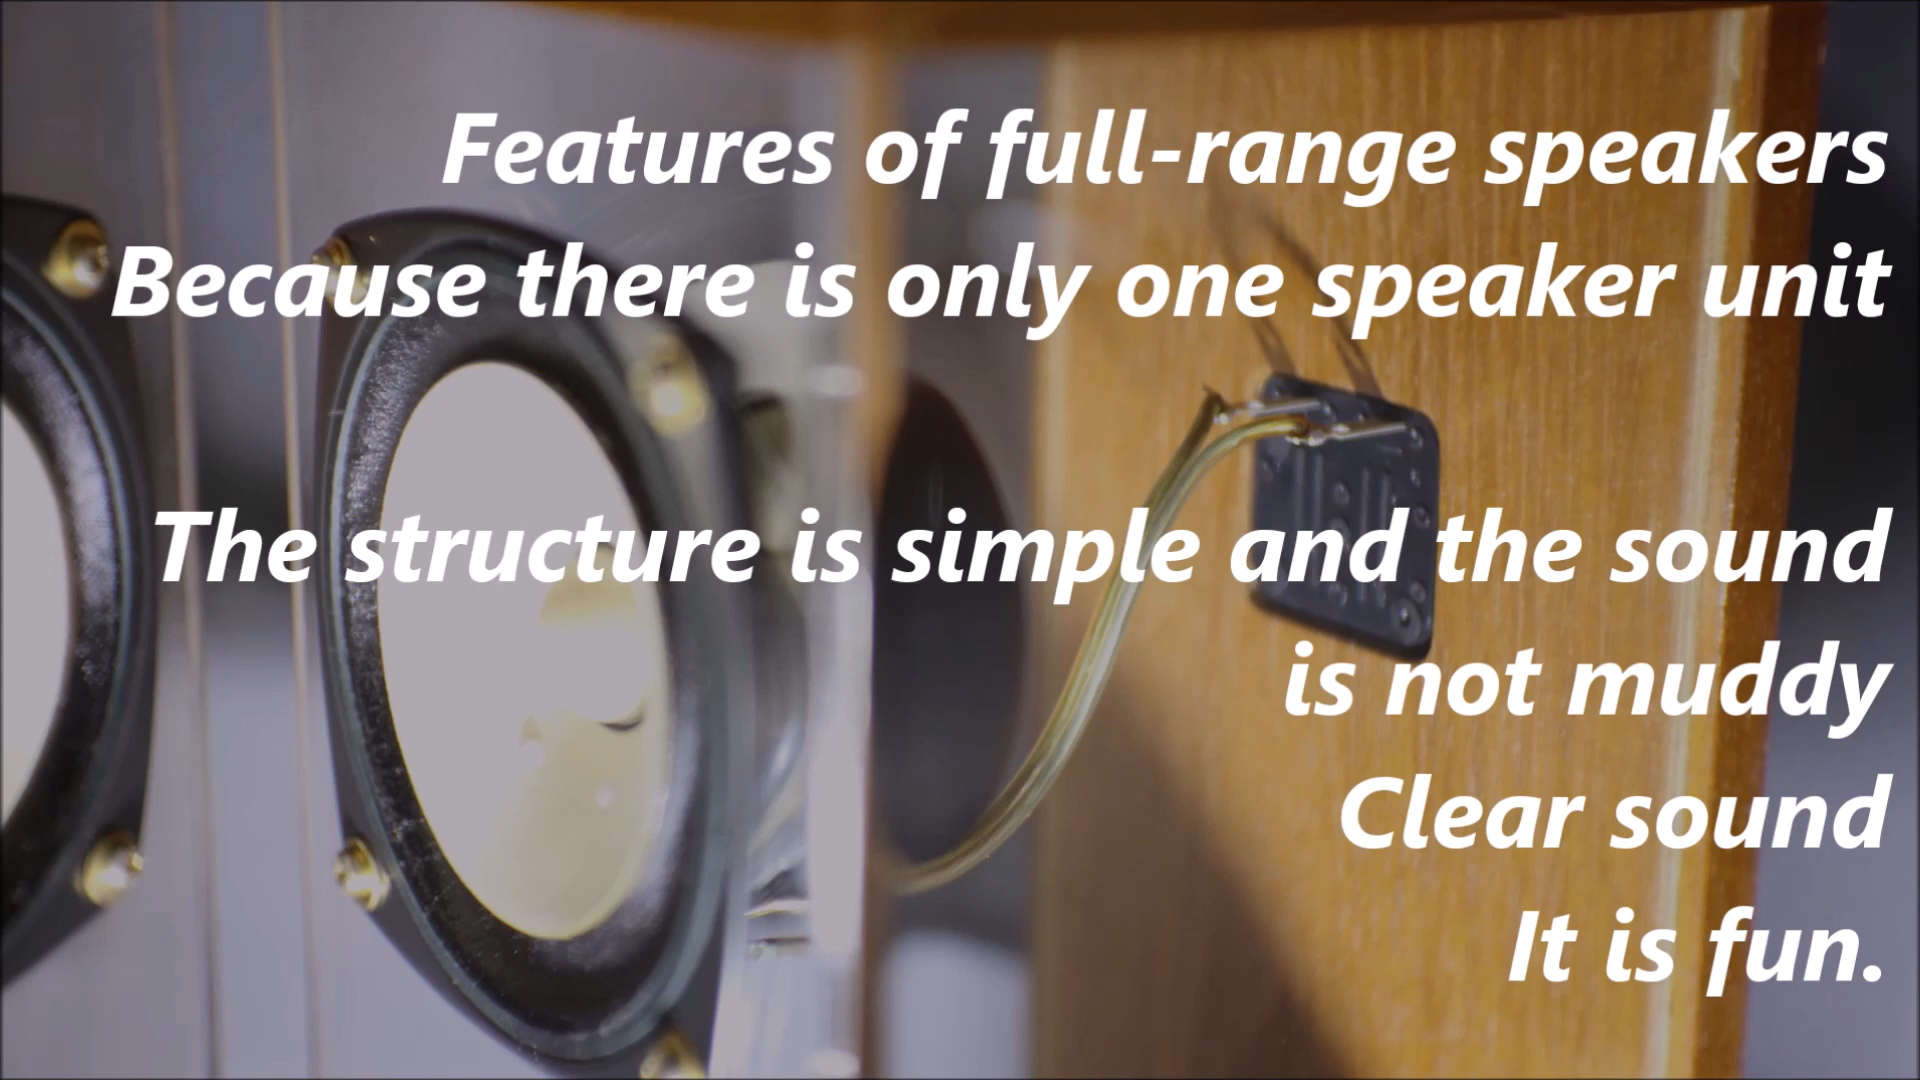 Features of full-range speakers
Because there is only one speaker unit
The structure is simple and the sound
is not muddy
Clear sound
It is fun.